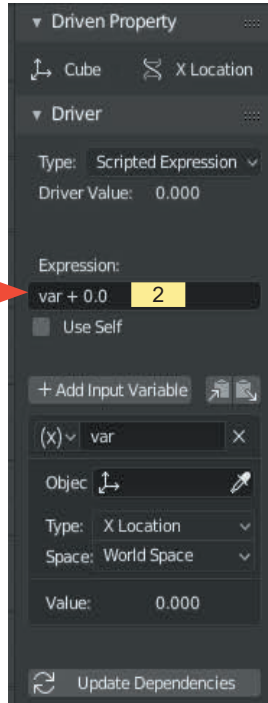 Driven Property
Cube X Location
Driver
Type: Scripted Expression
Driver Value: 0.000
Expression:
var + 0.0 2
Use Self
+ Add Input Variable
(x) var ×
Objec
Type: X Location
Space: World Space
Value: 0.000
Update Dependencies